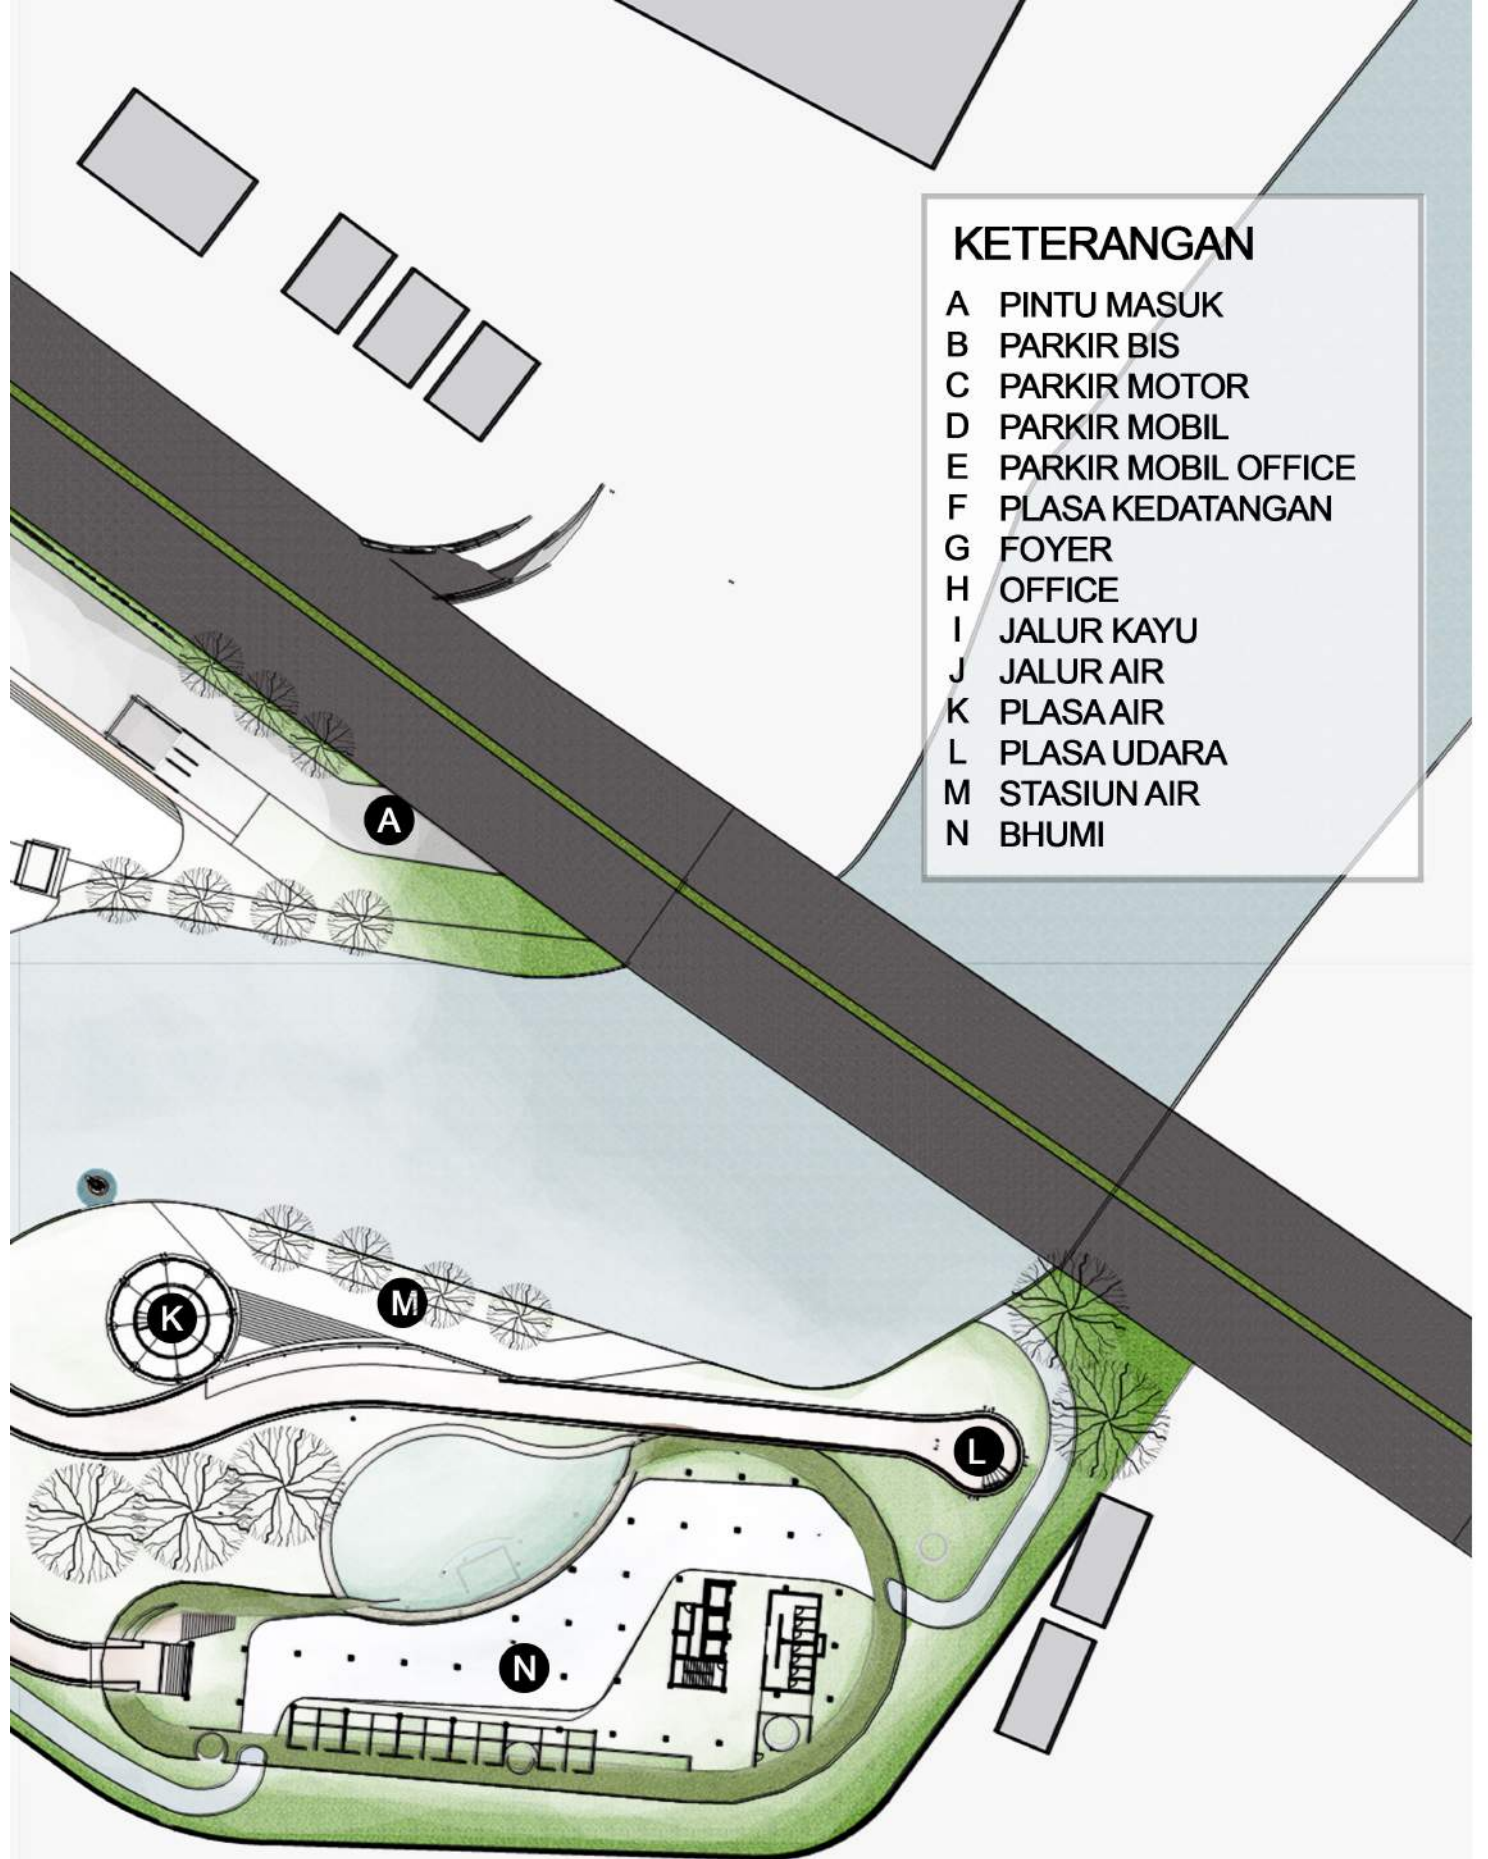 KETERANGAN
A PINTU MASUK
B PARKIR BIS
C PARKIR MOTOR
D PARKIR MOBIL
E PARKIR MOBIL OFFICE
F PLASA KEDATANGAN
G FOYER
H OFFICE
I JALUR KAYU
J JALUR AIR
K PLASA AIR
L PLASA UDARA
M STASIUN AIR
N BHUMI
A
K
M
L
N